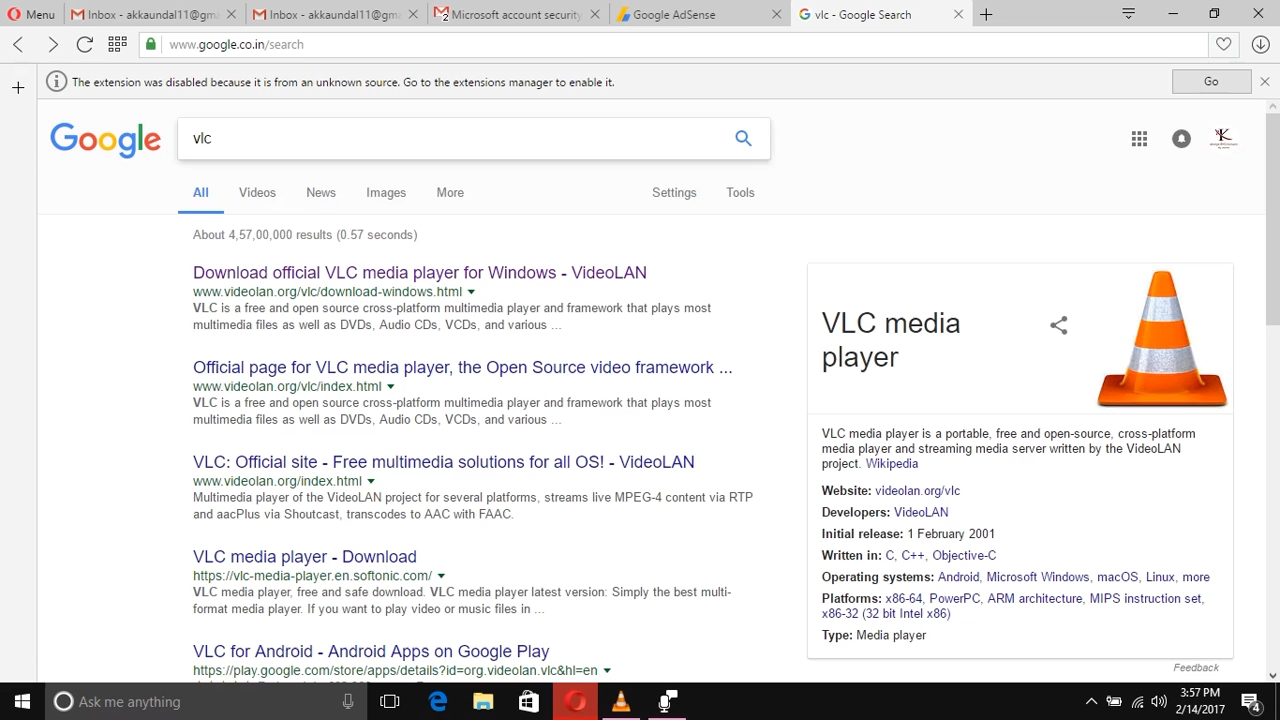 Menu
Inbox - akkaundal11@gma
Inbox - akkaundal11@gma
Microsoft account security
Google AdSense
vlc - Google Search
www.google.co.in/search
The extension was disabled because it is from an unknown source. Go to the extensions manager to enable it.
Go
Google
vlc
All
Videos
News
Images
More
Settings
Tools
About 4,57,00,000 results (0.57 seconds)
Download official VLC media player for Windows - VideoLAN
www.videolan.org/vlc/download-windows.html
VLC is a free and open source cross-platform multimedia player and framework that plays most
multimedia files as well as DVDs, Audio CDs, VCDs, and various ...
Official page for VLC media player, the Open Source video framework ...
www.videolan.org/vlc/index.html
VLC is a free and open source cross-platform multimedia player and framework that plays most
multimedia files as well as DVDs, Audio CDs, VCDs, and various ...
VLC: Official site - Free multimedia solutions for all OS! - VideoLAN
www.videolan.org/index.html
Multimedia player of the VideoLAN project for several platforms, streams live MPEG-4 content via RTP
and aacPlus via Shoutcast, transcodes to AAC with FAAC.
VLC media player - Download
https://vlc-media-player.en.softonic.com/
VLC media player, free and safe download. VLC media player latest version: Simply the best multi-
format media player. If you want to play video or music files in ...
VLC for Android - Android Apps on Google Play
https://play.google.com/store/apps/details?id=org.videolan.vlc&hl=en
VLC media
player
VLC media player is a portable, free and open-source, cross-platform
media player and streaming media server written by the VideoLAN
project. Wikipedia
Website: videolan.org/vlc
Developers: VideoLAN
Initial release: 1 February 2001
Written in: C, C++, Objective-C
Operating systems: Android, Microsoft Windows, macOS, Linux, more
Platforms: x86-64, PowerPC, ARM architecture, MIPS instruction set,
x86-32 (32 bit Intel x86)
Type: Media player
Feedback
Ask me anything
3:57 PM
2/14/2017
4